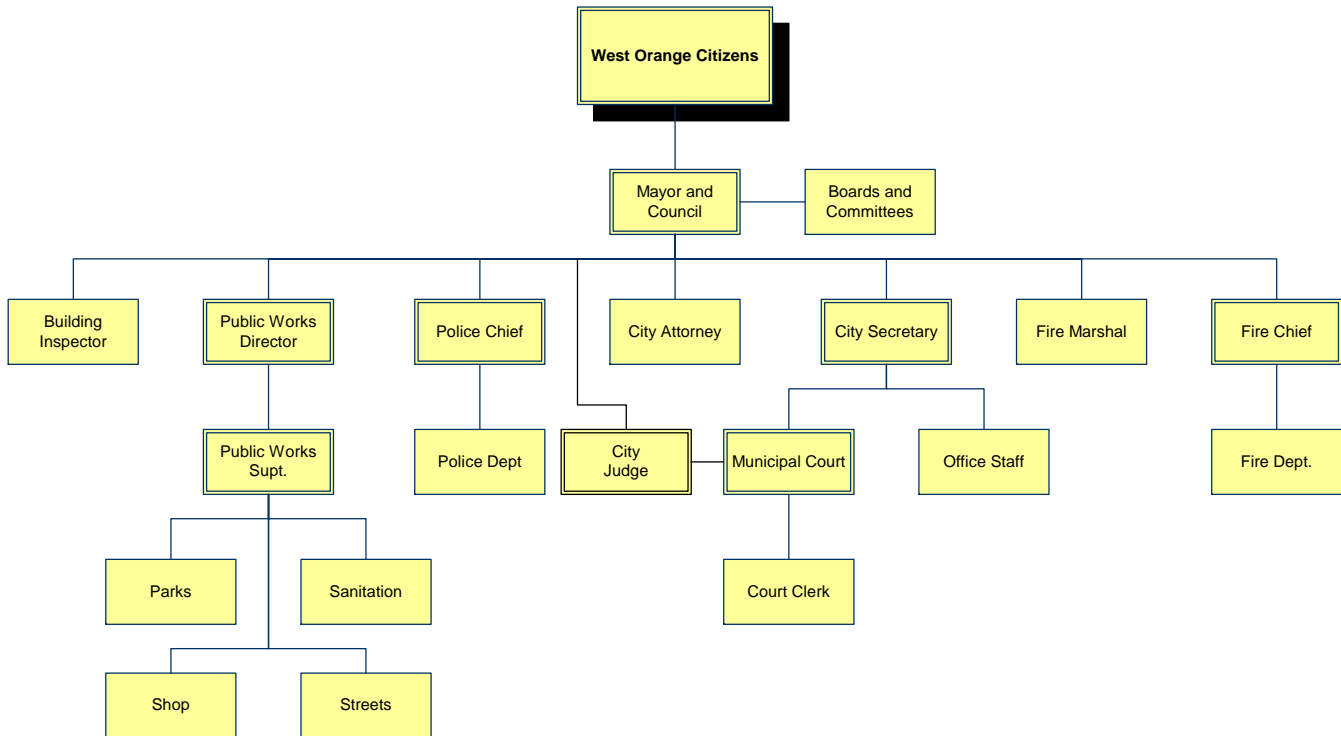 West Orange Citizens
Mayor and
Council
Boards and
Committees
Building
Inspector
Public Works
Director
Police Chief
City Attorney
City Secretary
Fire Marshal
Fire Chief
Public Works
Supt.
Police Dept
City
Judge
Municipal Court
Office Staff
Fire Dept.
Parks
Sanitation
Court Clerk
Shop
Streets